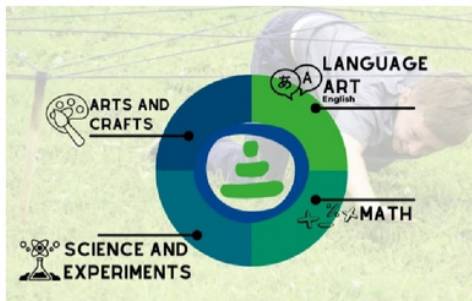 LANGUAGE
ART
English
あ A
ARTS AND
CRAFTS
MATH
SCIENCE AND
EXPERIMENTS